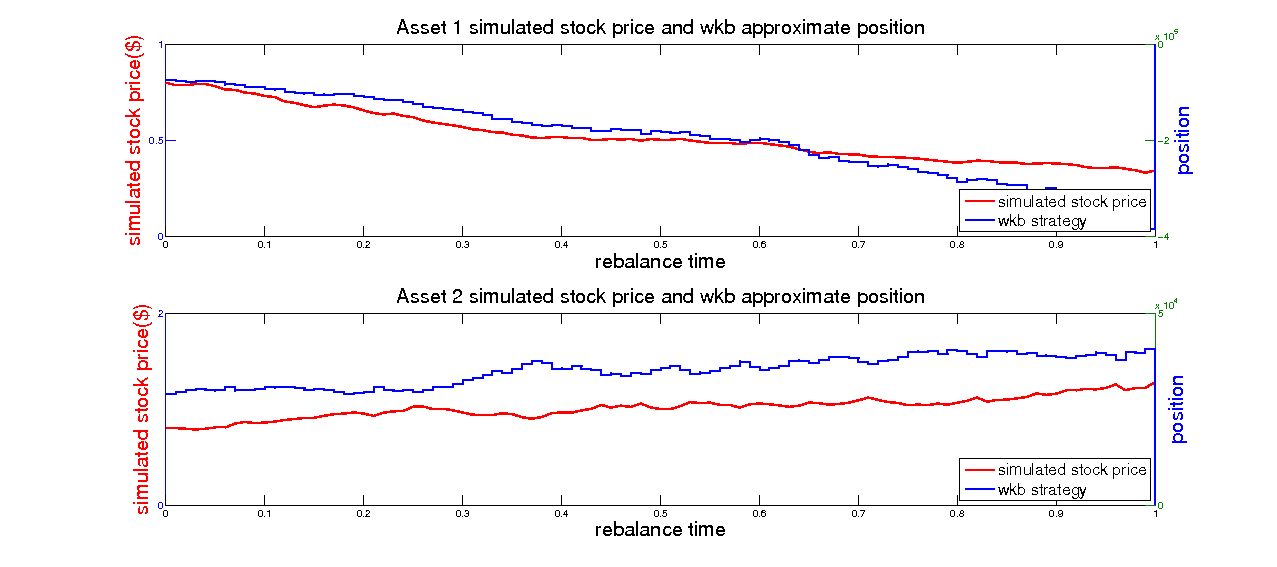 Asset 1 simulated stock price and wkb approximate position
x 10^5
1
0.5
0
0
-2
-4
simulated stock price($)
position
simulated stock price
wkb strategy
0 0.1 0.2 0.3 0.4 0.5 0.6 0.7 0.8 0.9 1
rebalance time
Asset 2 simulated stock price and wkb approximate position
x 10^4
2
0
5
0
simulated stock price($)
position
simulated stock price
wkb strategy
0 0.1 0.2 0.3 0.4 0.5 0.6 0.7 0.8 0.9 1
rebalance time